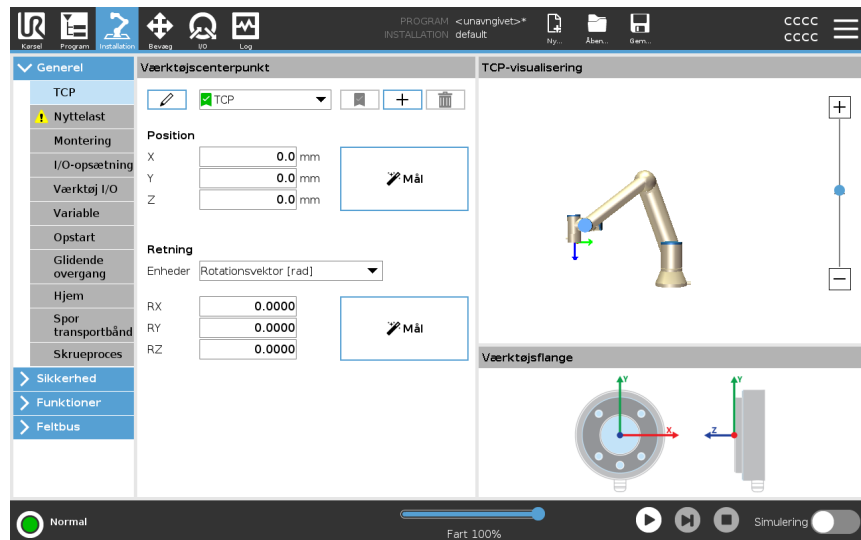 PROGRAM <unavngivet>*
INSTALLATION default
Kørsel
Program
Installation
Bevæg
I/O
Log
Ny...
Åben...
Gem...
CCCC
CCCC
Generel
TCP
Nyttelast
Montering
I/O-opsætning
Værktøj I/O
Variable
Opstart
Glidende
overgang
Hjem
Spor
transportbånd
Skrueproces
Sikkerhed
Funktioner
Feltbus
Værktøjscenterpunkt
TCP
Position
X 0.0 mm
Y 0.0 mm
Z 0.0 mm
Mål
Retning
Enheder Rotationsvektor [rad]
RX 0.0000
RY 0.0000
RZ 0.0000
Mål
TCP-visualisering
Værktøjsflange
Y
X
Y
Z
Normal
Fart 100%
Simulering